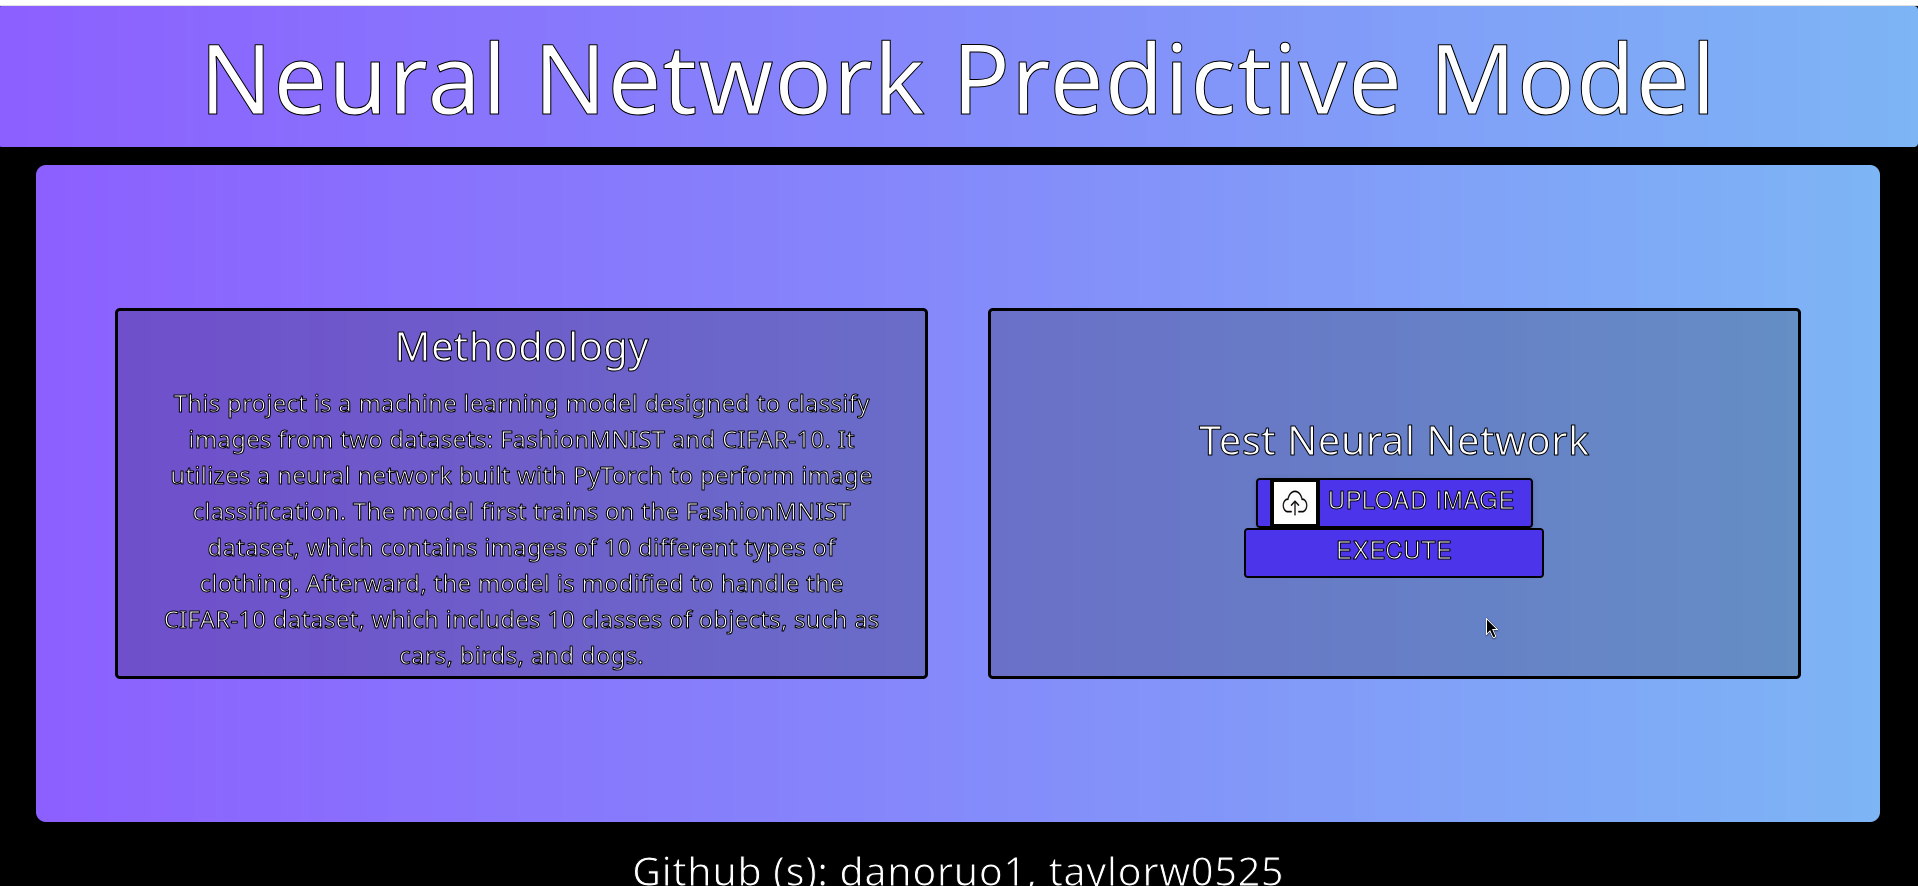 Neural Network Predictive Model
Methodology
This project is a machine learning model designed to classify
images from two datasets: FashionMNIST and CIFAR-10. It
utilizes a neural network built with PyTorch to perform image
classification. The model first trains on the FashionMNIST
dataset, which contains images of 10 different types of
clothing. Afterward, the model is modified to handle the
CIFAR-10 dataset, which includes 10 classes of objects, such as
cars, birds, and dogs.
Test Neural Network
UPLOAD IMAGE
EXECUTE
Github (s): danoruo1, taylorw0525